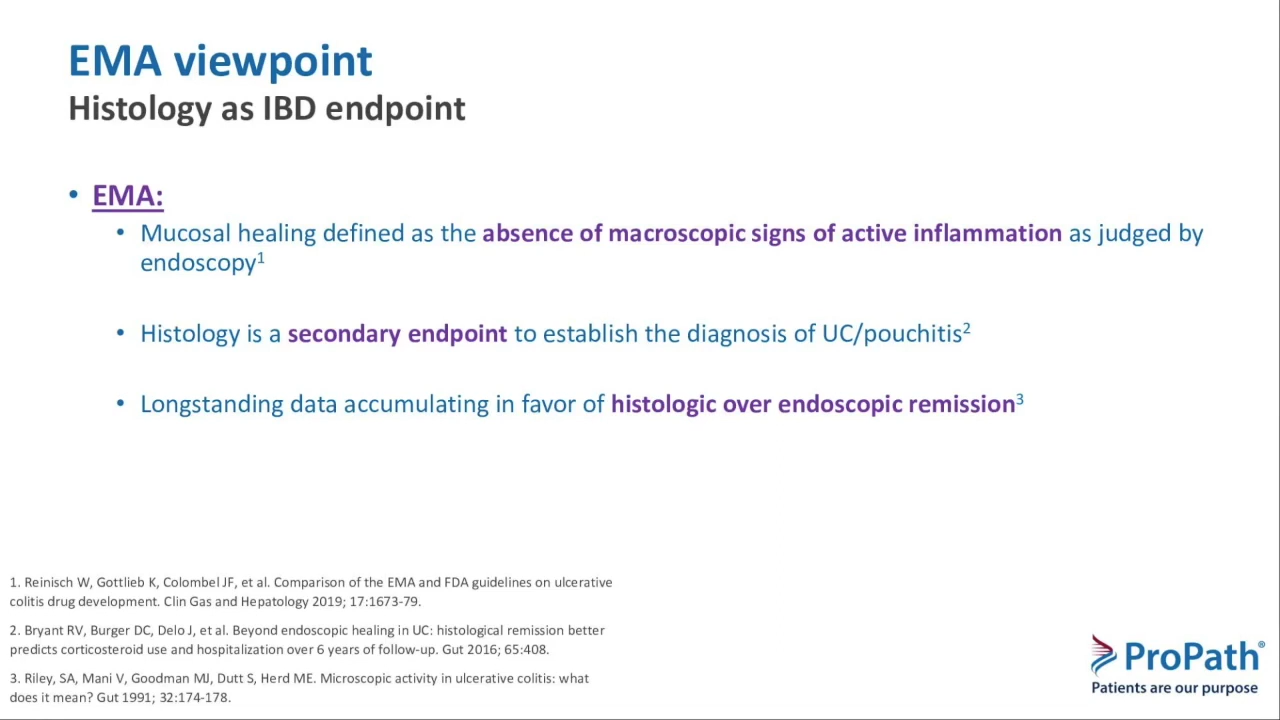 EMA viewpoint
Histology as IBD endpoint
• EMA:
• Mucosal healing defined as the absence of macroscopic signs of active inflammation as judged by
endoscopy1
• Histology is a secondary endpoint to establish the diagnosis of UC/pouchitis2
• Longstanding data accumulating in favor of histologic over endoscopic remission3
1. Reinisch W, Gottlieb K, Colombel JF, et al. Comparison of the EMA and FDA guidelines on ulcerative
colitis drug development. Clin Gas and Hepatology 2019; 17:1673-79.
2. Bryant RV, Burger DC, Delo J, et al. Beyond endoscopic healing in UC: histological remission better
predicts corticosteroid use and hospitalization over 6 years of follow-up. Gut 2016; 65:408.
3. Riley, SA, Mani V, Goodman MJ, Dutt S, Herd ME. Microscopic activity in ulcerative colitis: what
does it mean? Gut 1991; 32:174-178.
ProPath®
Patients are our purpose